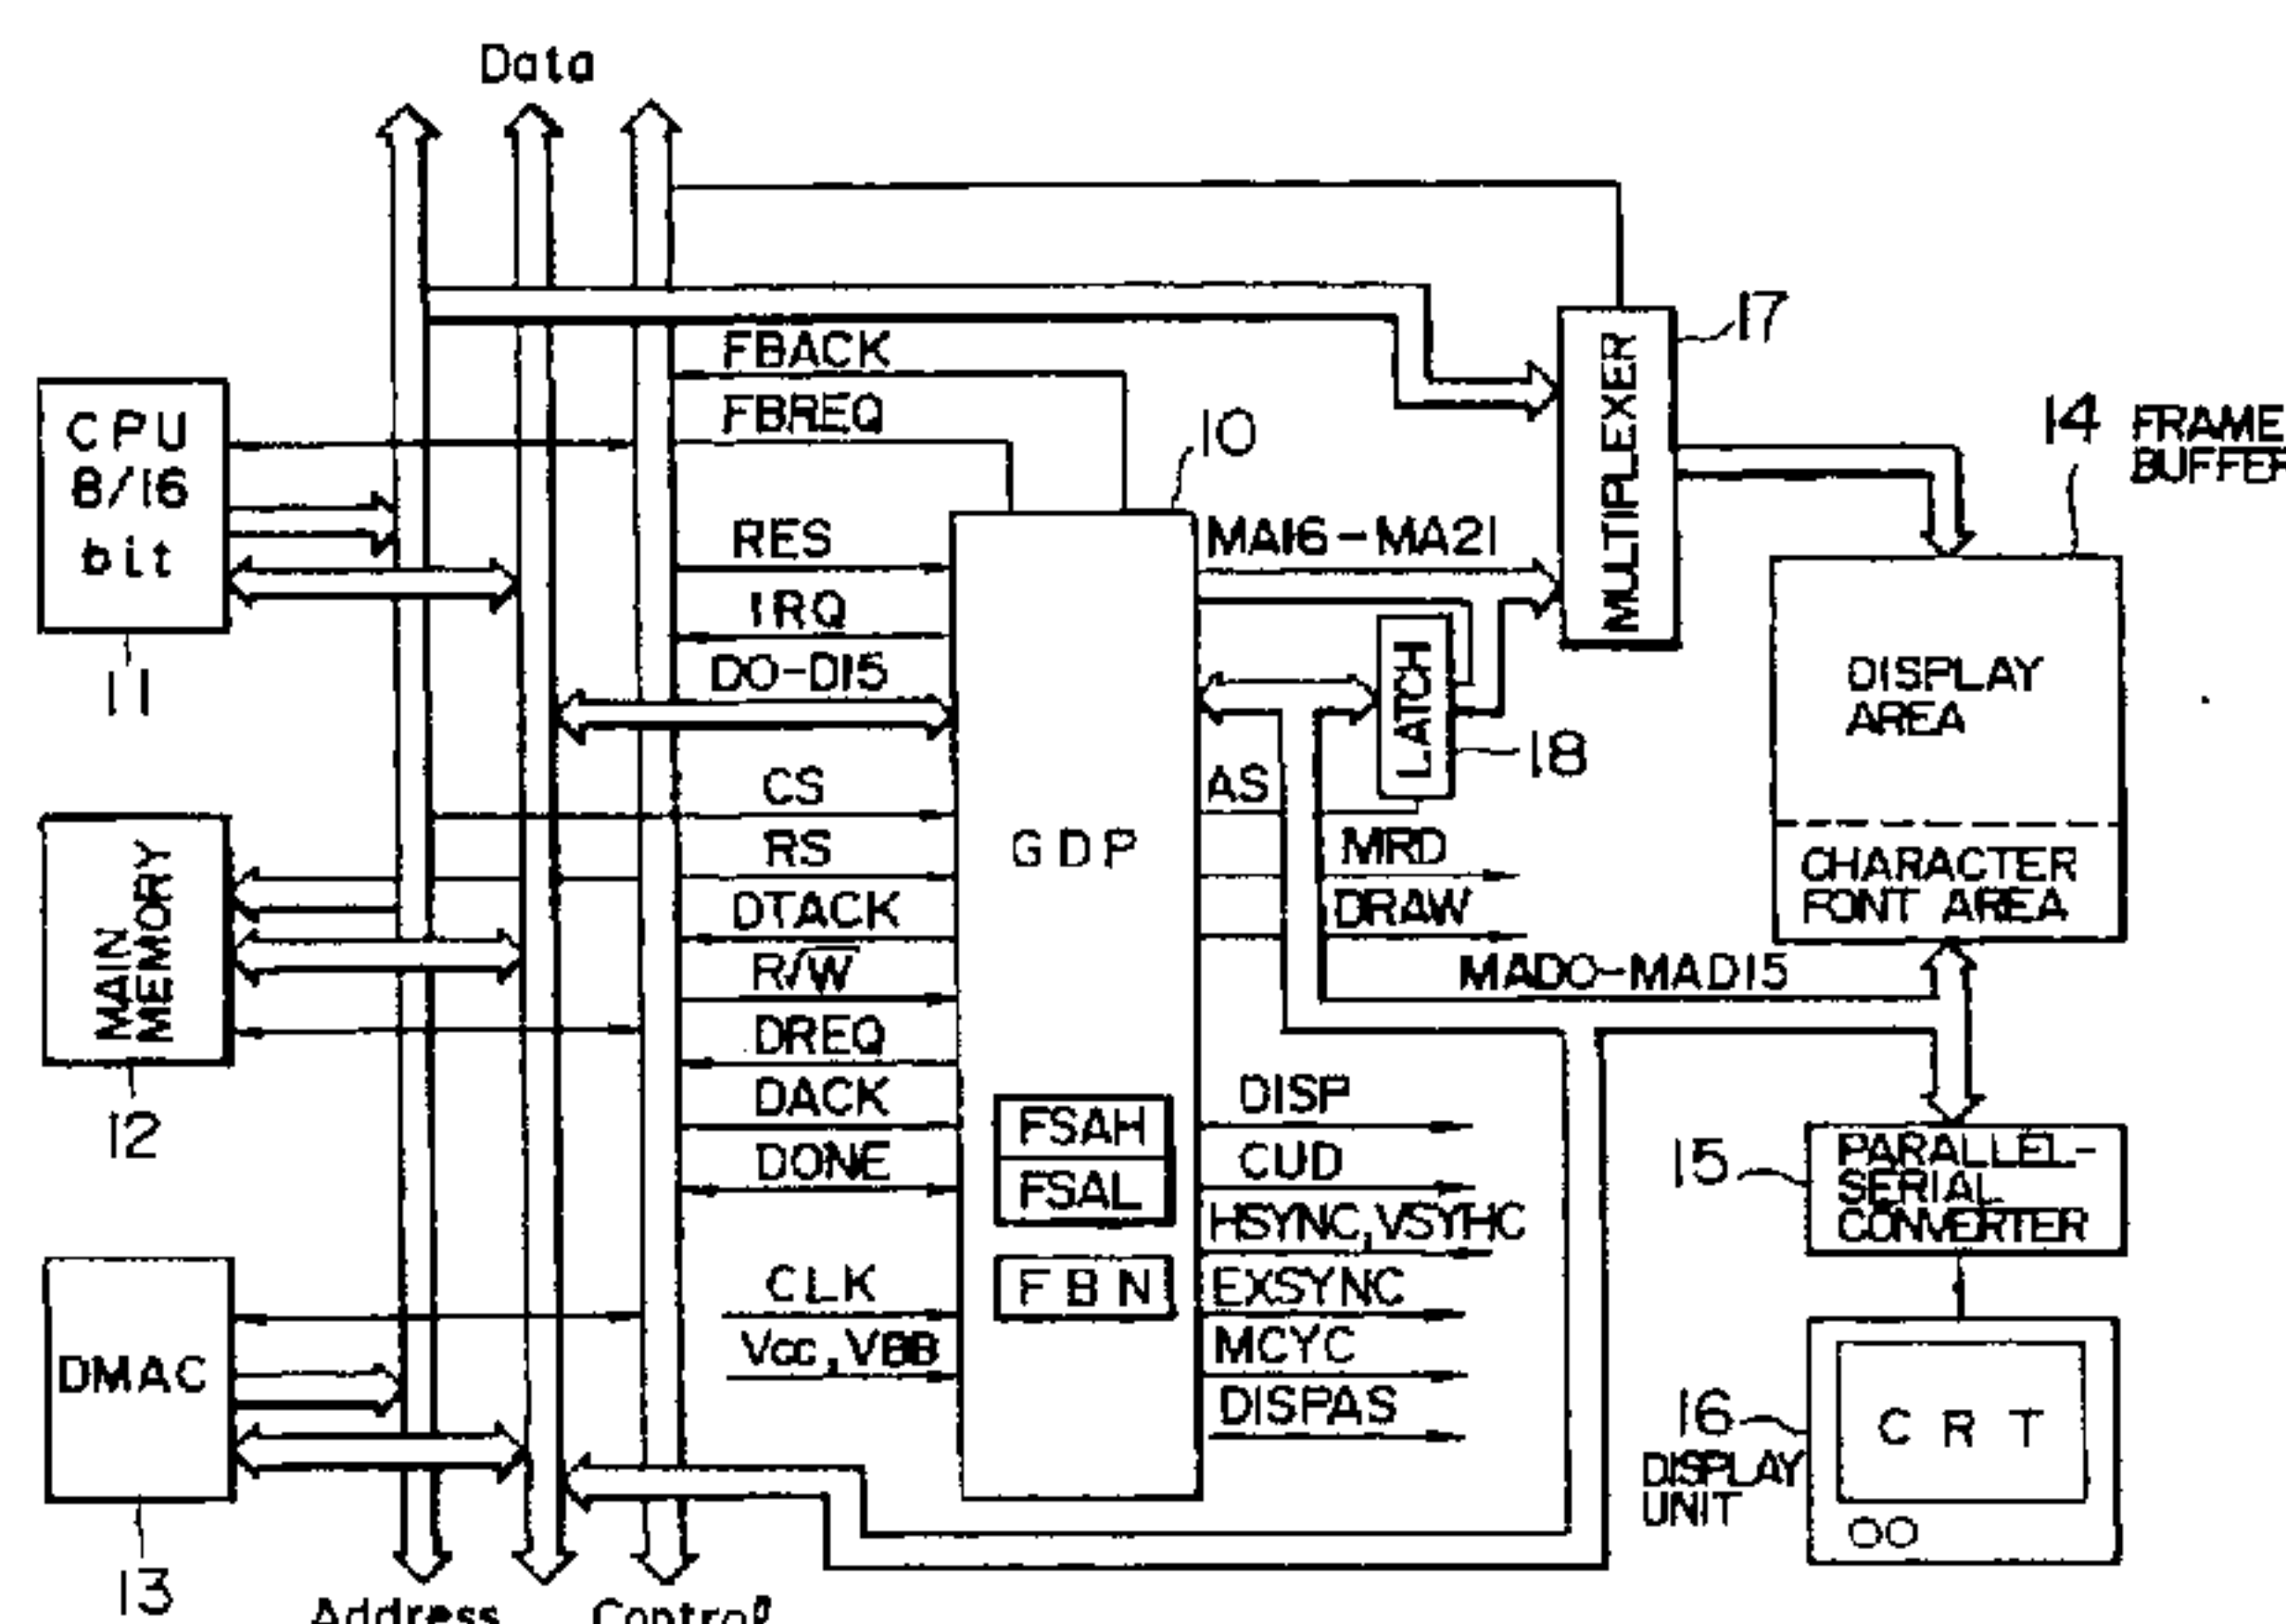 Data
FBACK
FBREQ
CPU
8/16
bit
11
10
17
MULTIPLEXER
14
FRAME
BUFFER
RES
IRQ
D0-D15
MA16-MA21
LATCH
18
DISPLAY
AREA
CHARACTER
FONT AREA
CS
RS
DTACK
R/W
DREQ
DACK
DONE
CLK
Vcc, VBB
GDP
FSAH
FSAL
FBN
AS
MRD
DRAW
MAD0-MAD15
DISP
CUD
HSYNC,VSYHC
EXSYNC
MCYC
DISPAS
MAIN
MEMORY
12
DMAC
13
15
PARALLEL-
SERIAL
CONVERTER
16
DISPLAY
UNIT
CRT
Address
Control